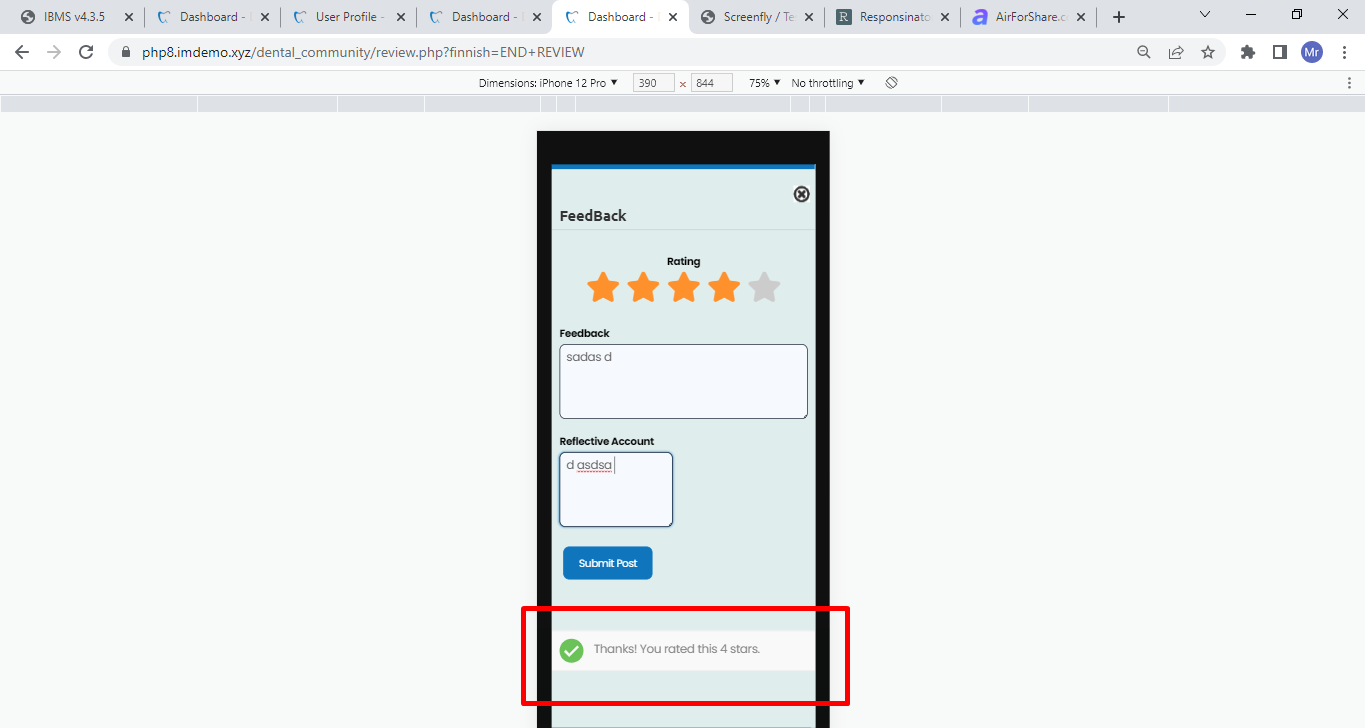 IBMS v4.3.5
Dashboard -
User Profile -
Dashboard -
Dashboard -
Screenfly / Te
Responsinato
AirForShare.c
php8.imdemo.xyz/dental_community/review.php?finnish=END+REVIEW
Mr
Dimensions: iPhone 12 Pro ▼ 390 × 844 75% ▼ No throttling ▼
FeedBack
Rating
Feedback
sadas d
Reflective Account
d asdsa
Submit Post
Thanks! You rated this 4 stars.